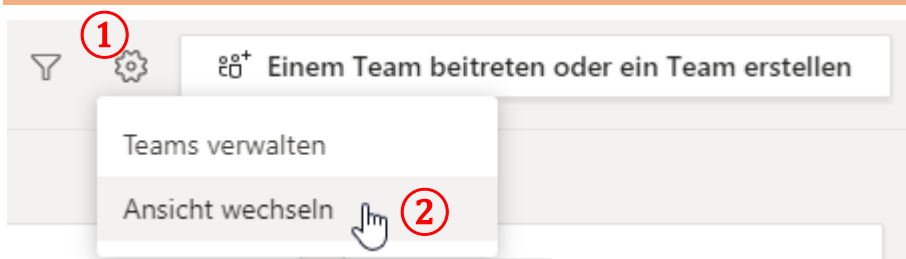 ①
Einem Team beitreten oder ein Team erstellen
Teams verwalten
Ansicht wechseln ②